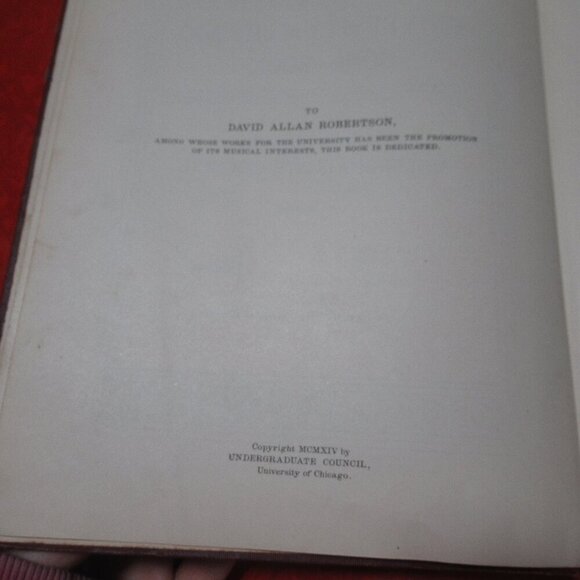 TO
DAVID ALLAN ROBERTSON,
AMONG WHOSE WORKS FOR THE UNIVERSITY HAS BEEN THE PROMOTION
OF ITS MUSICAL INTERESTS, THIS BOOK IS DEDICATED.
Copyright MCMXIV by
UNDERGRADUATE COUNCIL,
University of Chicago.